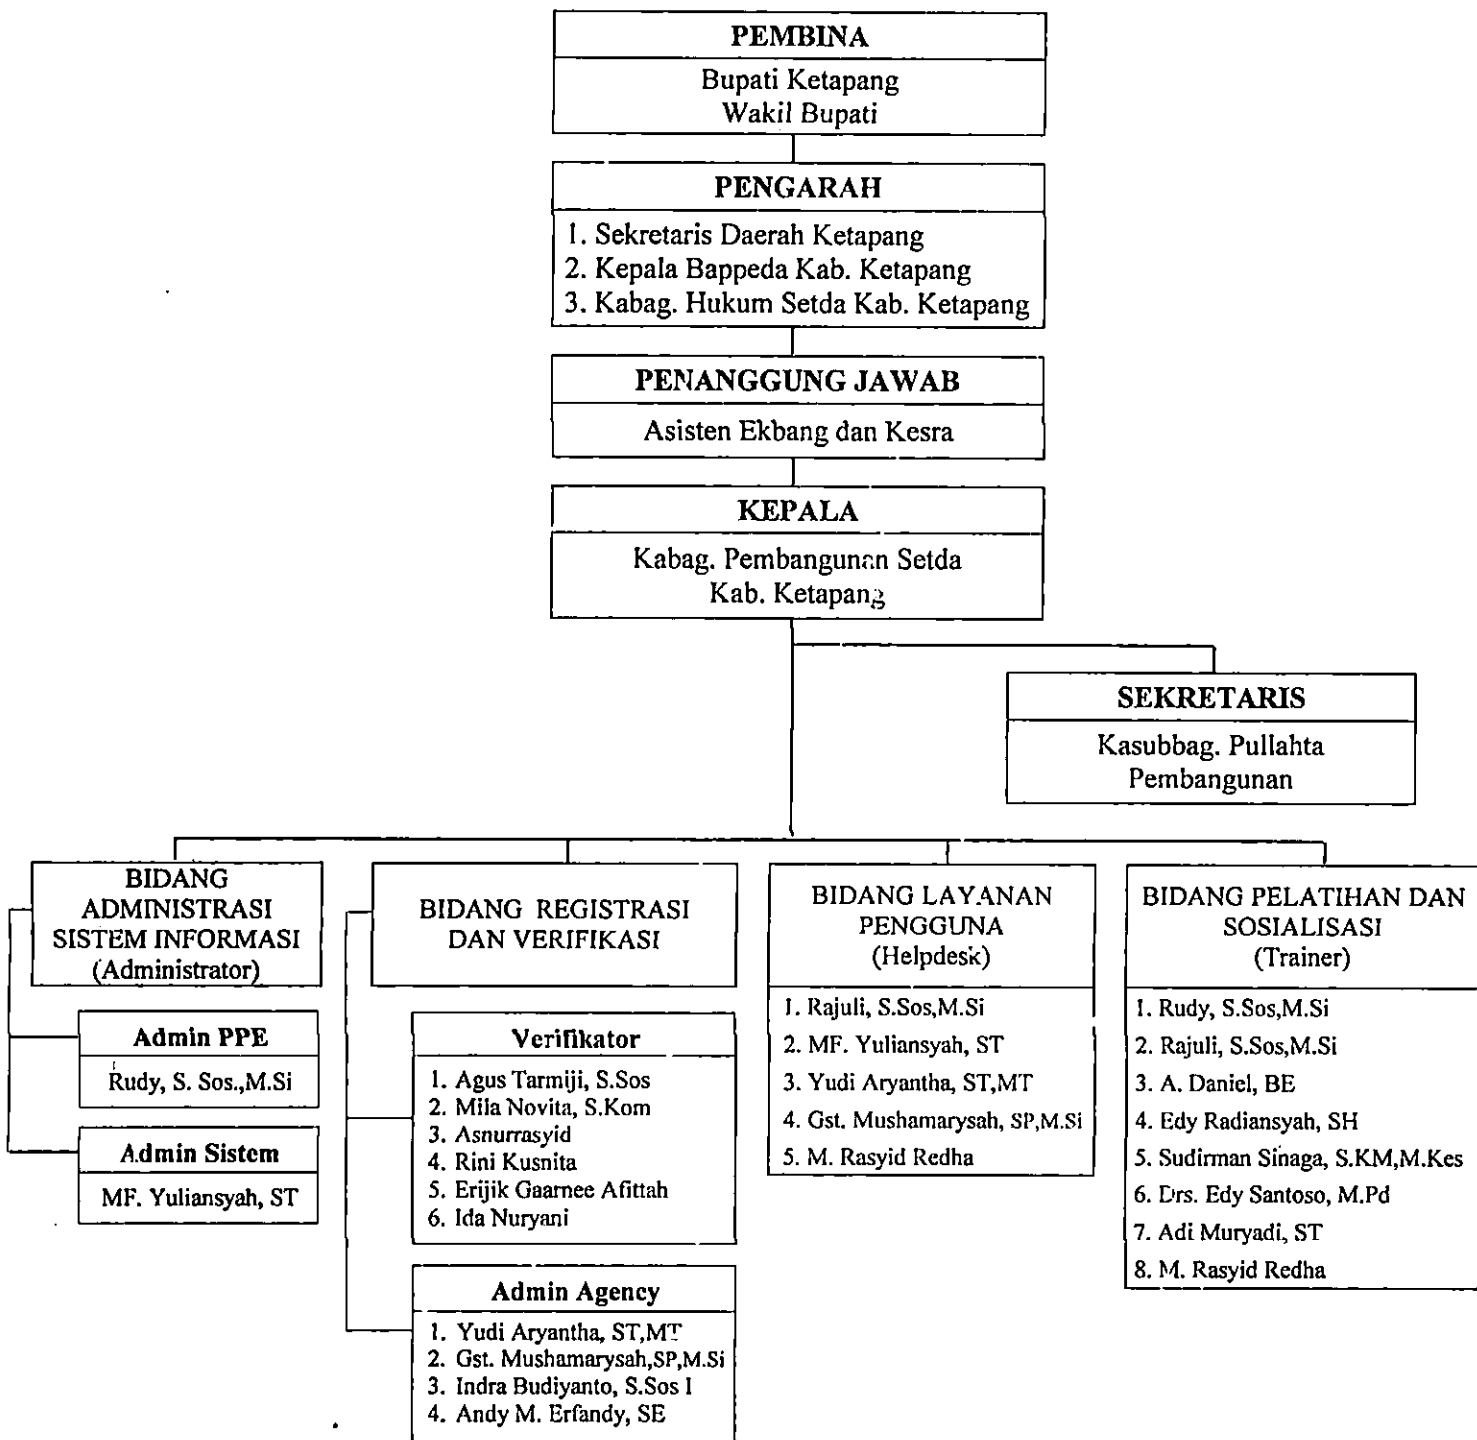 PEMBINA
Bupati Ketapang
Wakil Bupati
PENGARAH
1. Sekretaris Daerah Ketapang
2. Kepala Bappeda Kab. Ketapang
3. Kabag. Hukum Setda Kab. Ketapang
PENANGGUNG JAWAB
Asisten Ekbang dan Kesra
KEPALA
Kabag. Pembangunan Setda
Kab. Ketapang
SEKRETARIS
Kasubbag. Pullahta
Pembangunan
BIDANG
ADMINISTRASI
SISTEM INFORMASI
(Administrator)
Admin PPE
Rudy, S. Sos.,M.Si
Admin Sistem
MF. Yuliansyah, ST
BIDANG REGISTRASI
DAN VERIFIKASI
Verifikator
1. Agus Tarmiji, S.Sos
2. Mila Novita, S.Kom
3. Asnurrasyid
4. Rini Kusnita
5. Erijik Gaarnee Afittah
6. Ida Nuryani
Admin Agency
1. Yudi Aryantha, ST,MT
2. Gst. Mushamarysah,SP,M.Si
3. Indra Budiyanto, S.Sos I
4. Andy M. Erfandy, SE
BIDANG LAYANAN
PENGGUNA
(Helpdesk)
1. Rajuli, S.Sos,M.Si
2. MF. Yuliansyah, ST
3. Yudi Aryantha, ST,MT
4. Gst. Mushamarysah, SP,M.Si
5. M. Rasyid Redha
BIDANG PELATIHAN DAN
SOSIALISASI
(Trainer)
1. Rudy, S.Sos,M.Si
2. Rajuli, S.Sos,M.Si
3. A. Daniel, BE
4. Edy Radiansyah, SH
5. Sudirman Sinaga, S.KM,M.Kes
6. Drs. Edy Santoso, M.Pd
7. Adi Muryadi, ST
8. M. Rasyid Redha